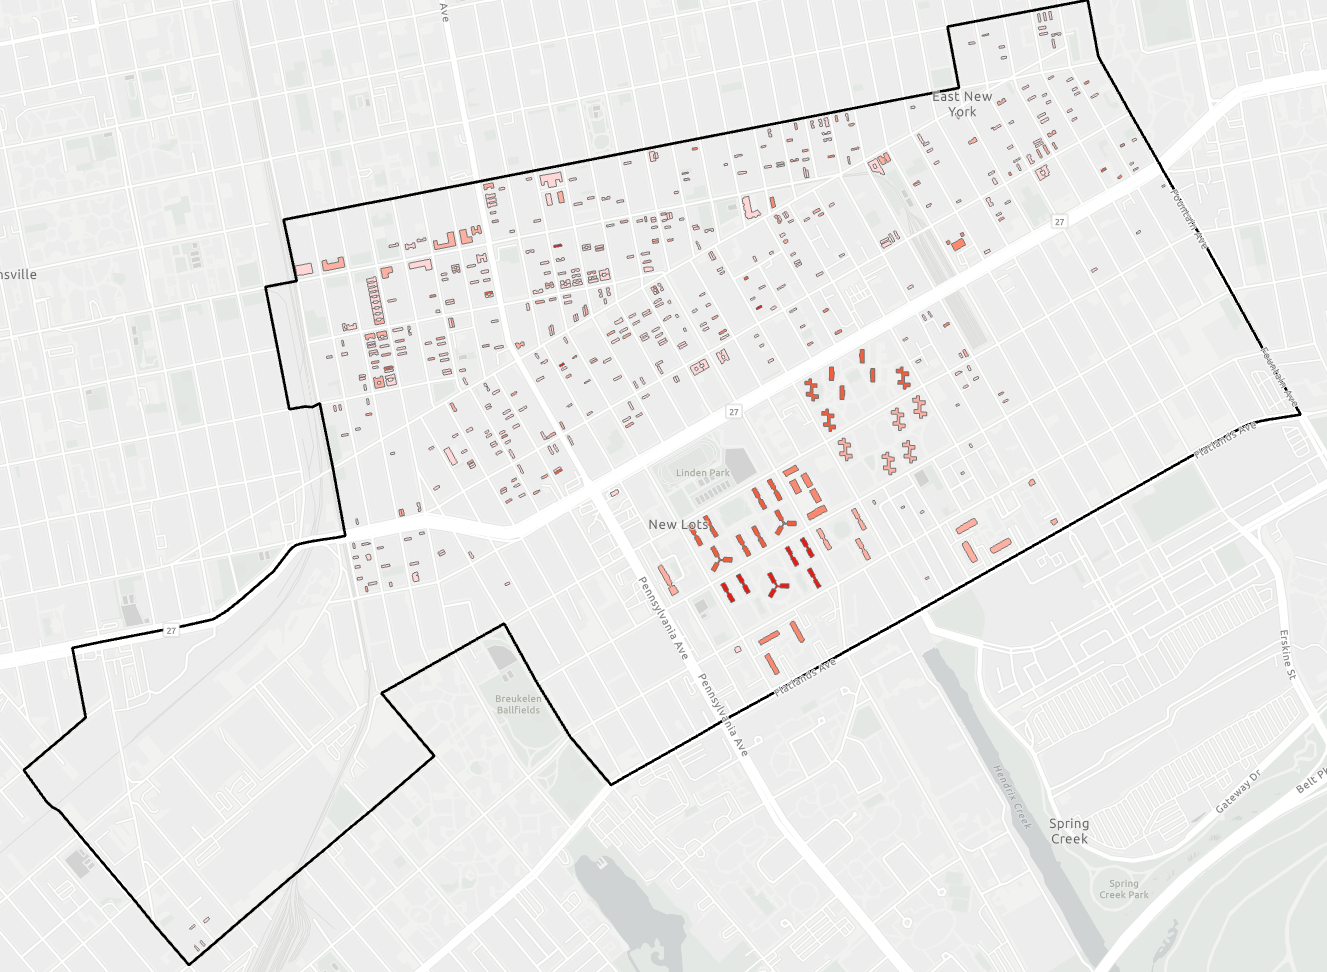 Ave
East New
York
27
Fountain Ave
nsville
Fountain Ave
27
Flatlands Ave
Linden Park
New Lots
Pennsylvania Ave
27
Erskine St
Flatlands Ave
Pennsylvania Ave
Breukelen
Ballfields
Hendrix Creek
Gateway Dr
Belt Pk
Spring
Creek
Spring
Creek Park